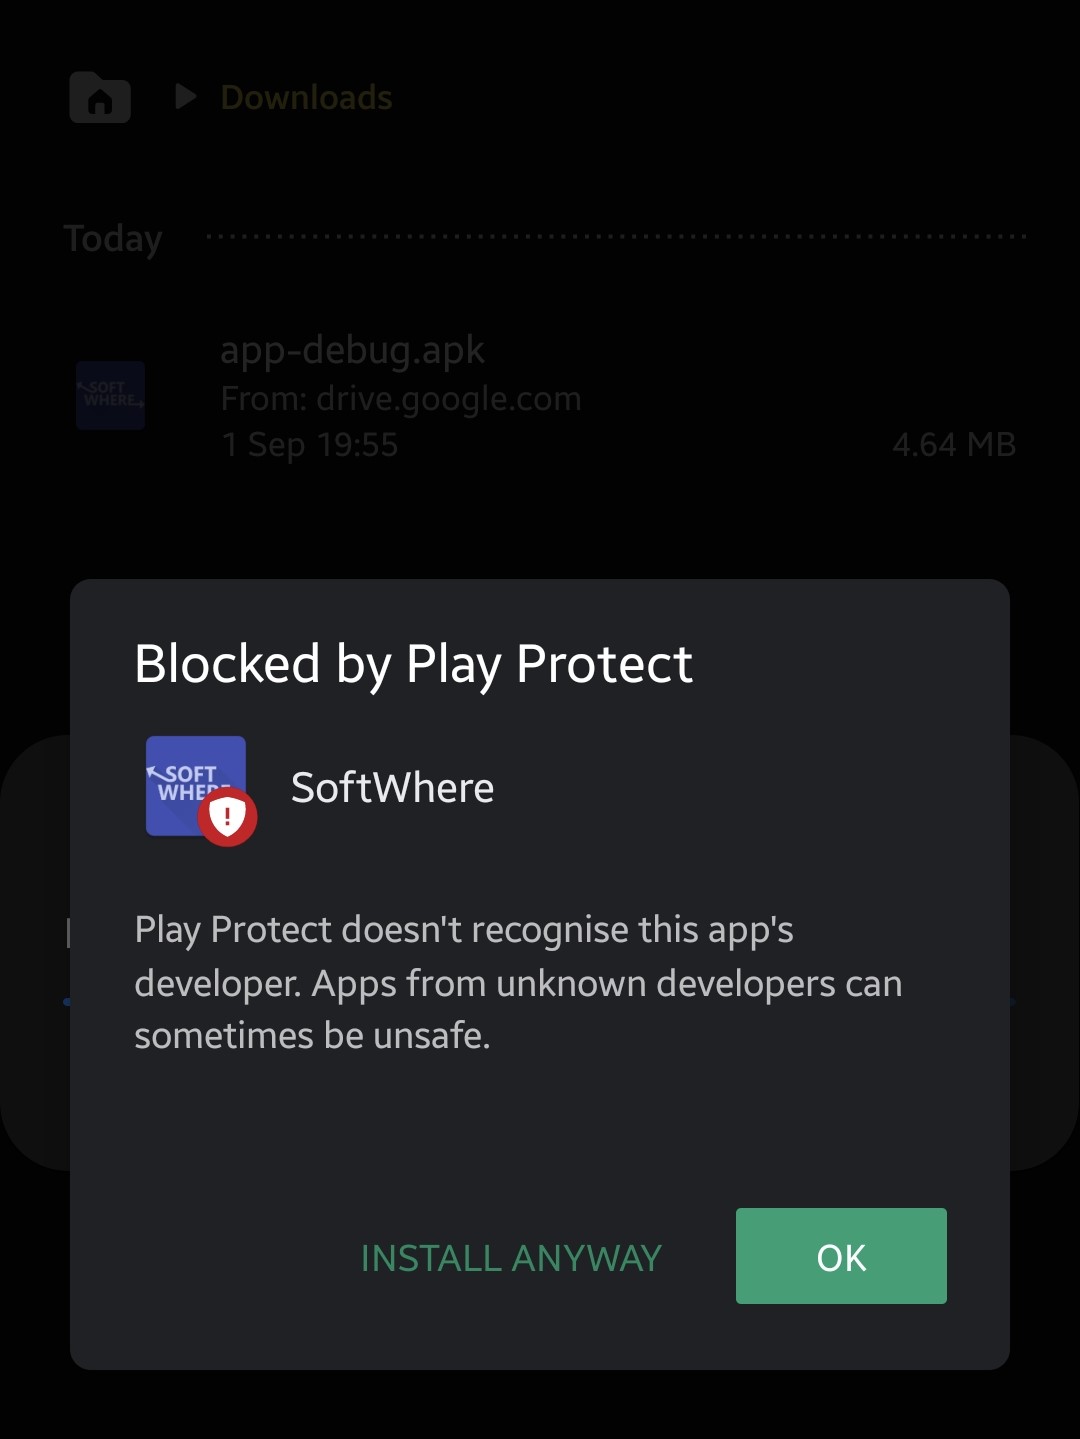 Downloads
Today
app-debug.apk
SOFT
WHERE
From: drive.google.com
1 Sep 19:55
4.64 MB
Blocked by Play Protect
SOFT
WHERE
SoftWhere
Play Protect doesn't recognise this app's
developer. Apps from unknown developers can
sometimes be unsafe.
INSTALL ANYWAY
OK